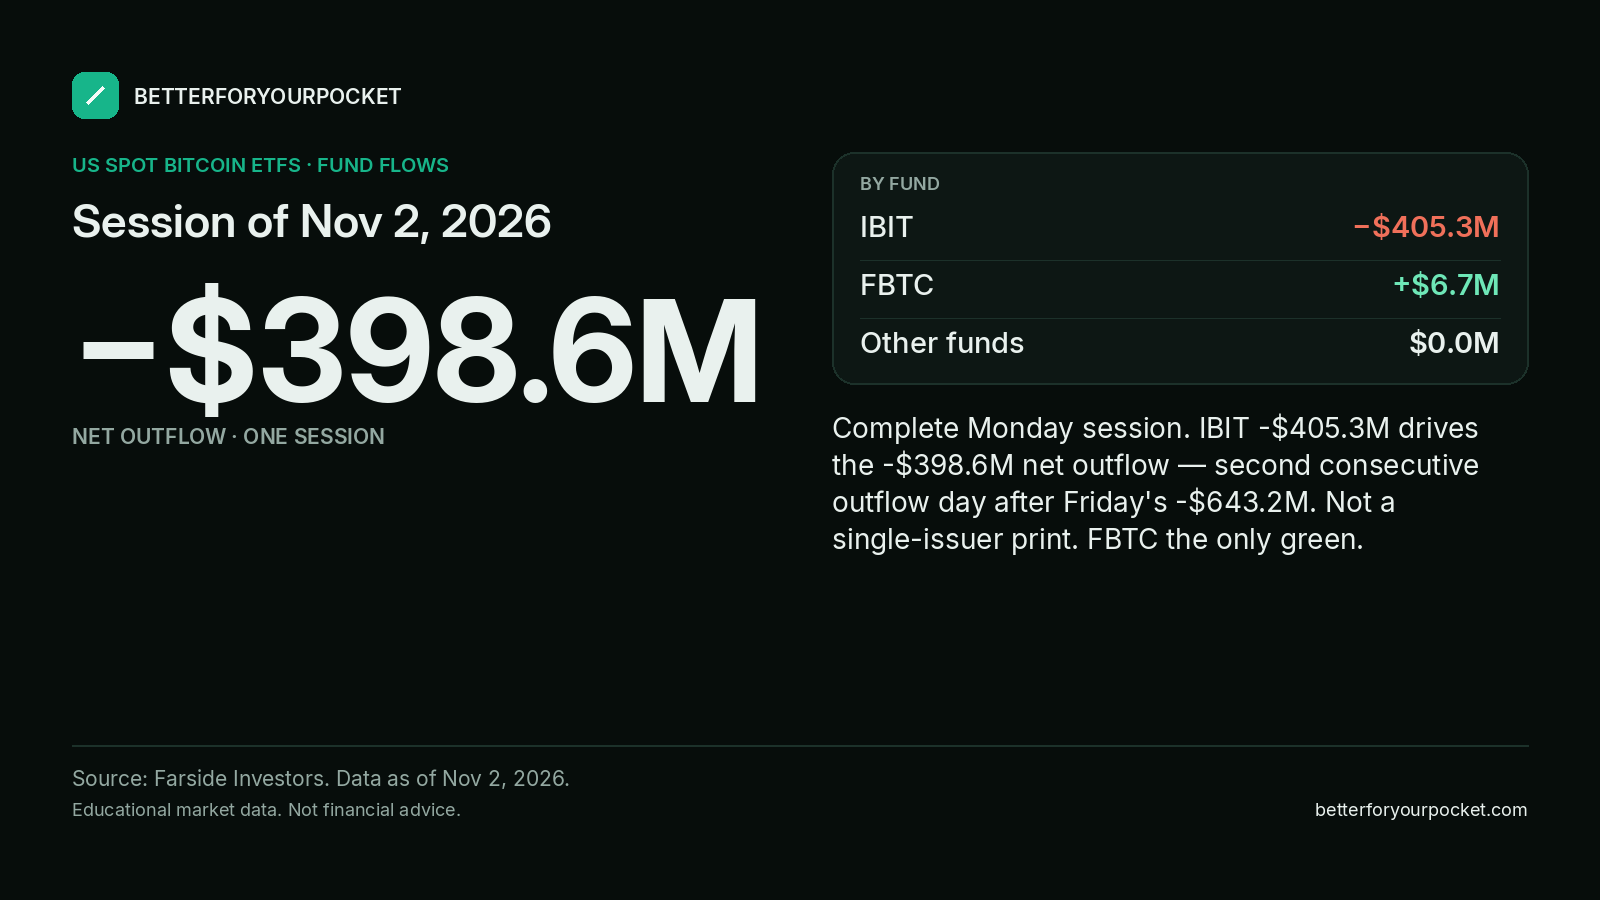 BETTERFORYOURPOCKET
US SPOT BITCOIN ETFS · FUND FLOWS
Session of Nov 2, 2026
−$398.6M
NET OUTFLOW · ONE SESSION
BY FUND
IBIT −$405.3M
FBTC +$6.7M
Other funds $0.0M
Complete Monday session. IBIT -$405.3M drives
the -$398.6M net outflow — second consecutive
outflow day after Friday's -$643.2M. Not a
single-issuer print. FBTC the only green.
Source: Farside Investors. Data as of Nov 2, 2026.
Educational market data. Not financial advice.
betterforyourpocket.com